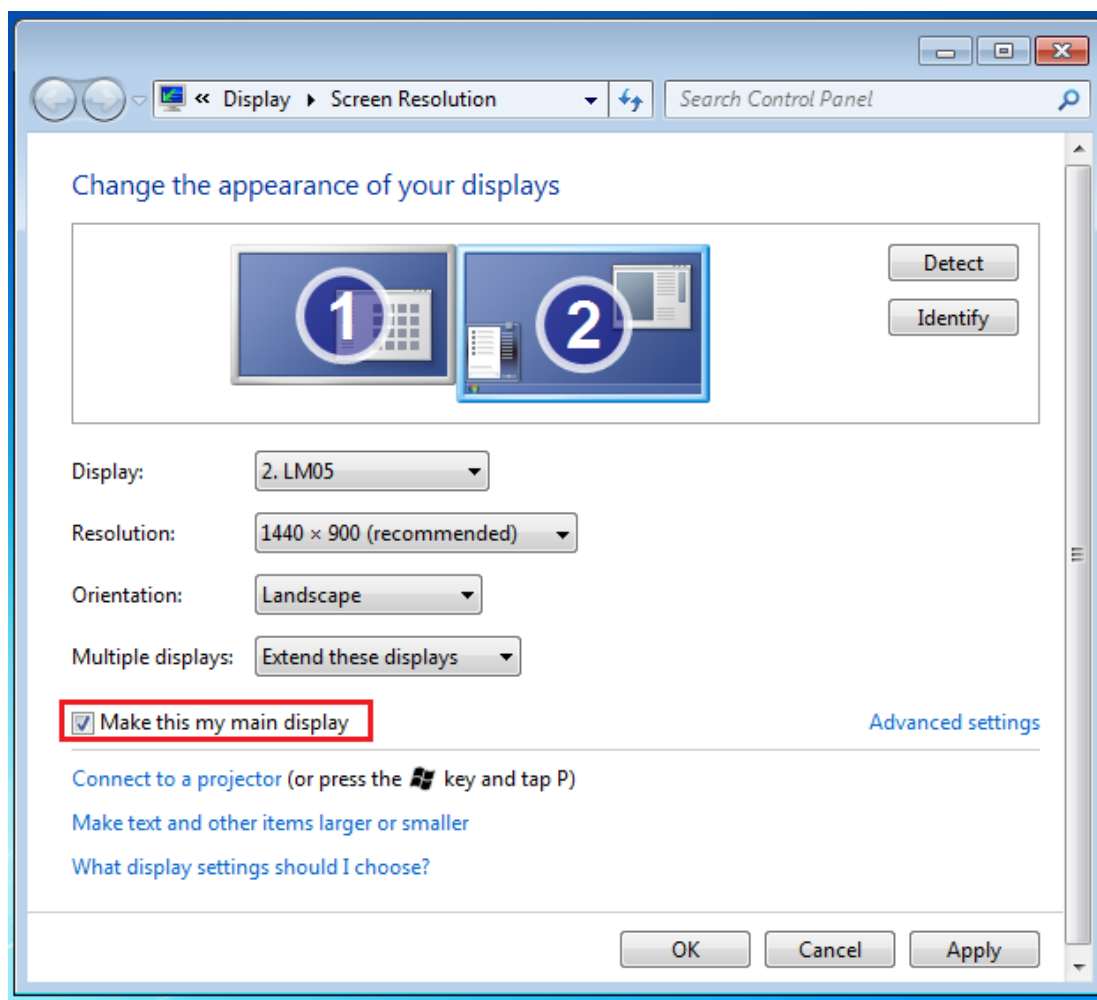 « Display ▸ Screen Resolution
Search Control Panel
Change the appearance of your displays
1
2
Detect
Identify
Display: 2. LM05
Resolution: 1440 × 900 (recommended)
Orientation: Landscape
Multiple displays: Extend these displays
Make this my main display Advanced settings
Connect to a projector (or press the key and tap P)
Make text and other items larger or smaller
What display settings should I choose?
OK Cancel Apply